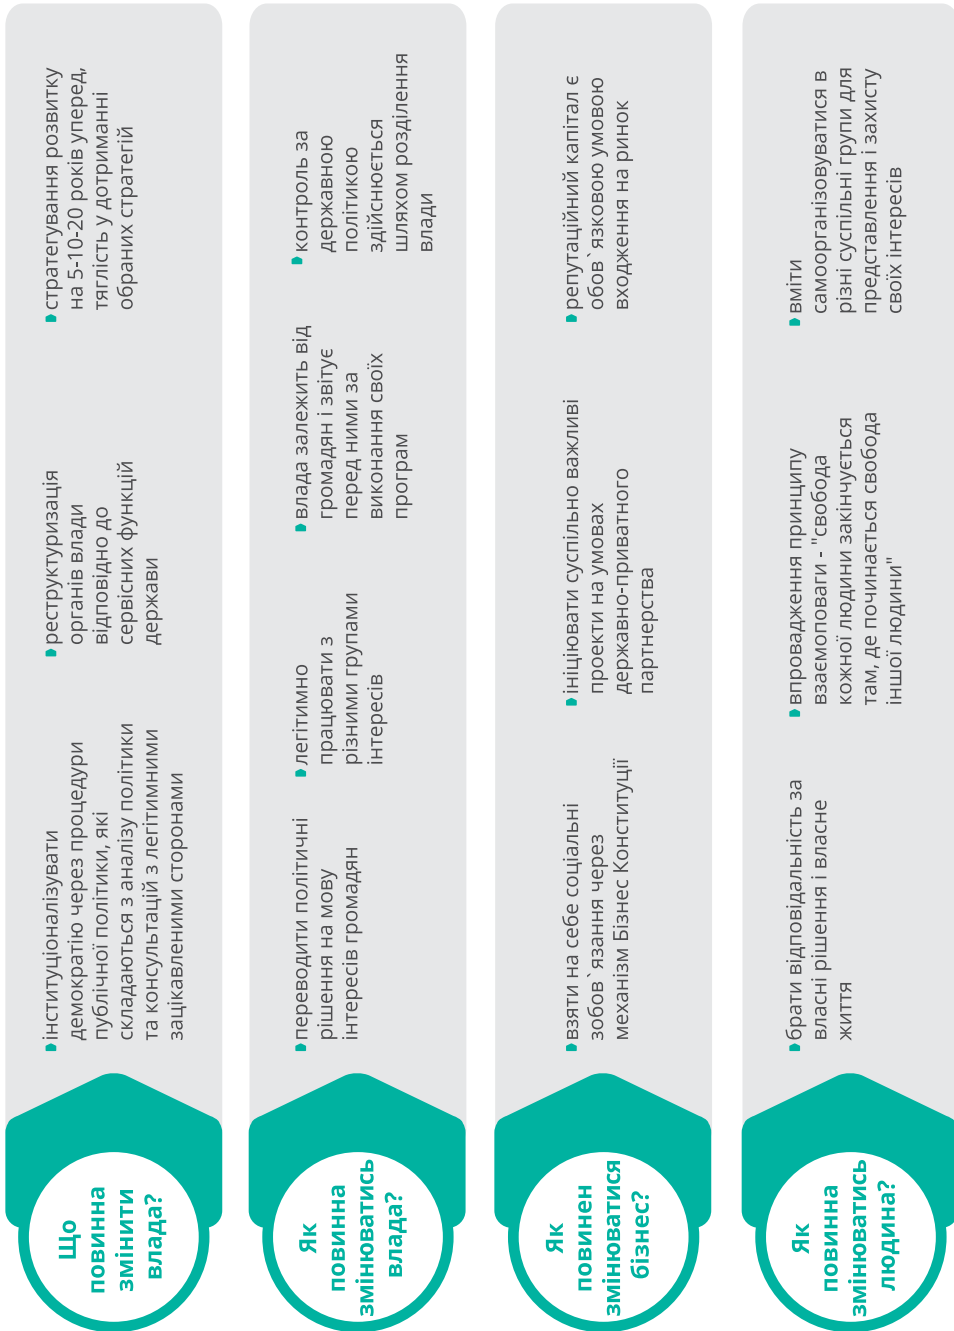 Що
повинна
змінити
влада?
інституціоналізувати
демократію через процедури
публічної політики, які
складаються з аналізу політики
та консультацій з легітимними
зацікавленими сторонами
реструктуризація
органів влади
відповідно до
сервісних функцій
держави
стратегування розвитку
на 5-10-20 років уперед,
тяглість у дотриманні
обраних стратегій
Як
повинна
змінюватись
влада?
переводити політичні
рішення на мову
інтересів громадян
легітимно
працювати з
різними групами
інтересів
влада залежить від
громадян і звітує
перед ними за
виконання своїх
програм
контроль за
державною
політикою
здійснюється
шляхом розділення
влади
Як
повинен
змінюватися
бізнес?
взяти на себе соціальні
зобов`язання через
механізм Бізнес Конституції
ініціювати суспільно важливі
проекти на умовах
державно-приватного
партнерства
репутаційний капітал є
обов`язковою умовою
входження на ринок
Як
повинна
змінюватись
людина?
брати відповідальність за
власні рішення і власне
життя
впровадження принципу
взаємоповаги - "свобода
кожної людини закінчується
там, де починається свобода
іншої людини"
вміти
самоорганізовуватися в
різні суспільні групи для
представлення і захисту
своїх інтересів